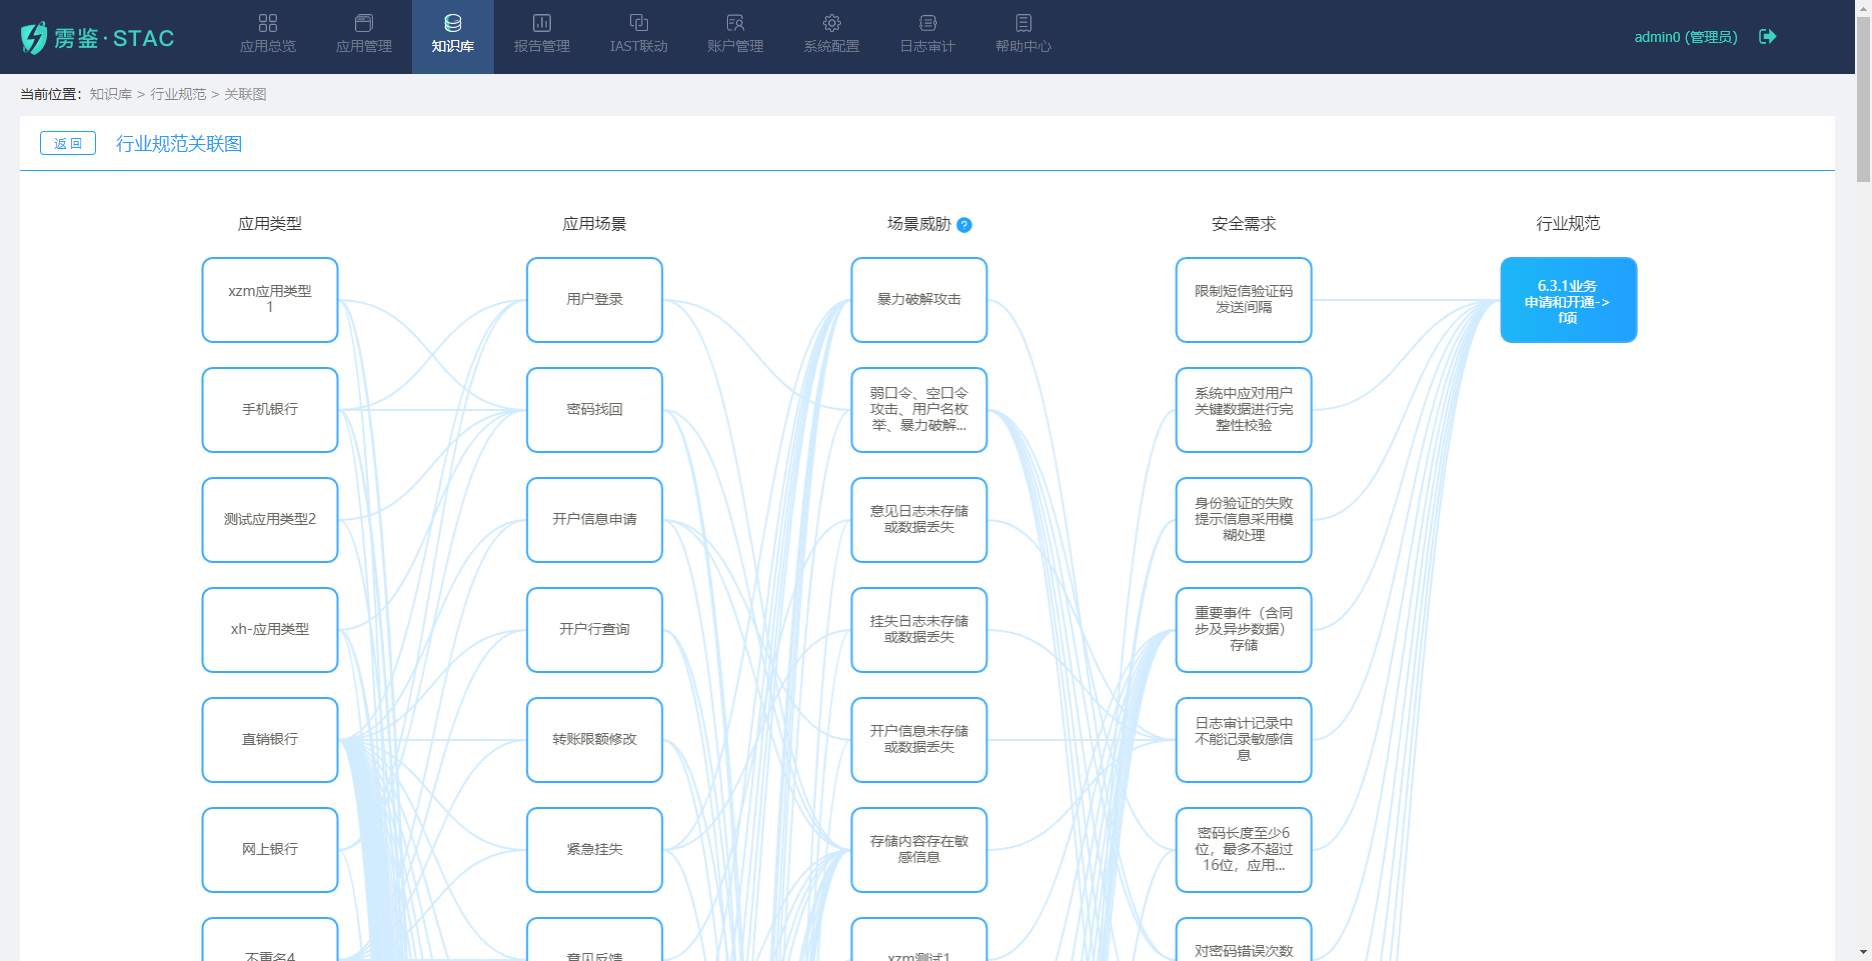 雳鉴·STAC
应用总览
应用管理
知识库
报告管理
IAST联动
账户管理
系统配置
日志审计
帮助中心
admin0 (管理员)
当前位置：知识库 > 行业规范 > 关联图
返 回
行业规范关联图
应用类型
应用场景
场景威胁 ?
安全需求
行业规范
xzm应用类型
1
用户登录
暴力破解攻击
限制短信验证码
发送间隔
6.3.1业务
申请和开通->
f项
手机银行
密码找回
弱口令、空口令
攻击、用户名枚
举、暴力破解...
系统中应对用户
关键数据进行完
整性校验
测试应用类型2
开户信息申请
意见日志未存储
或数据丢失
身份验证的失败
提示信息采用模
糊处理
xh-应用类型
开户行查询
挂失日志未存储
或数据丢失
重要事件（含同
步及异步数据）
存储
直销银行
转账限额修改
开户信息未存储
或数据丢失
日志审计记录中
不能记录敏感信
息
网上银行
紧急挂失
存储内容存在敏
感信息
密码长度至少6
位，最多不超过
16位，应用...
不重名4
意见反馈
xzm测试1
对密码错误次数